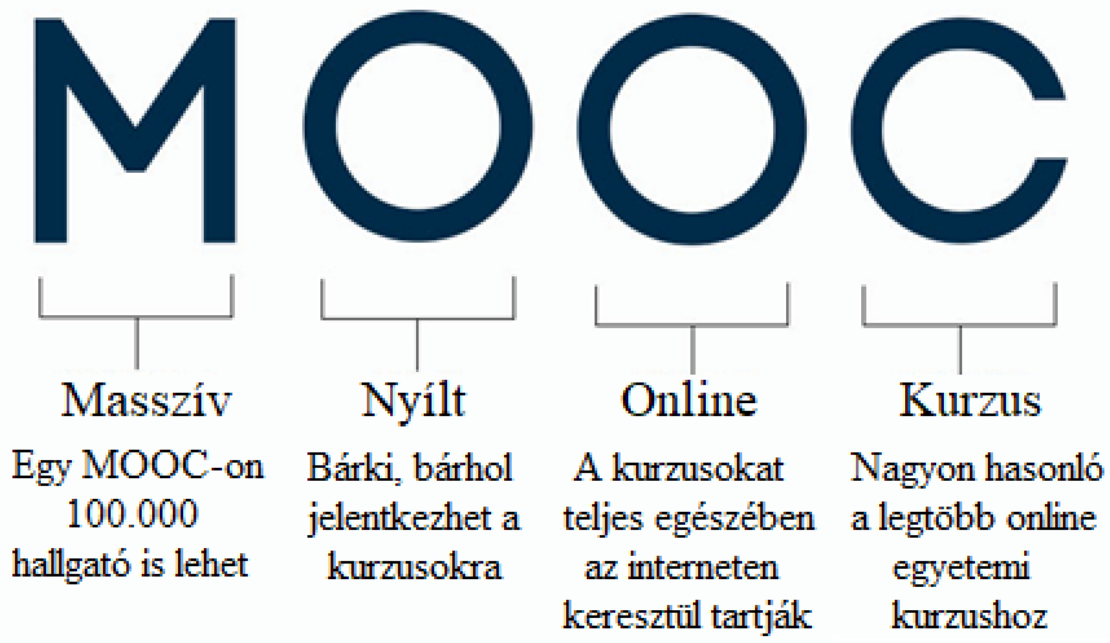 MOOC
Masszív
Egy MOOC-on
100.000
hallgató is lehet
Nyílt
Bárki, bárhol
jelentkezhet a
kurzusokra
Online
A kurzusokat
teljes egészében
az interneten
keresztül tartják
Kurzus
Nagyon hasonló
a legtöbb online
egyetemi
kurzushoz